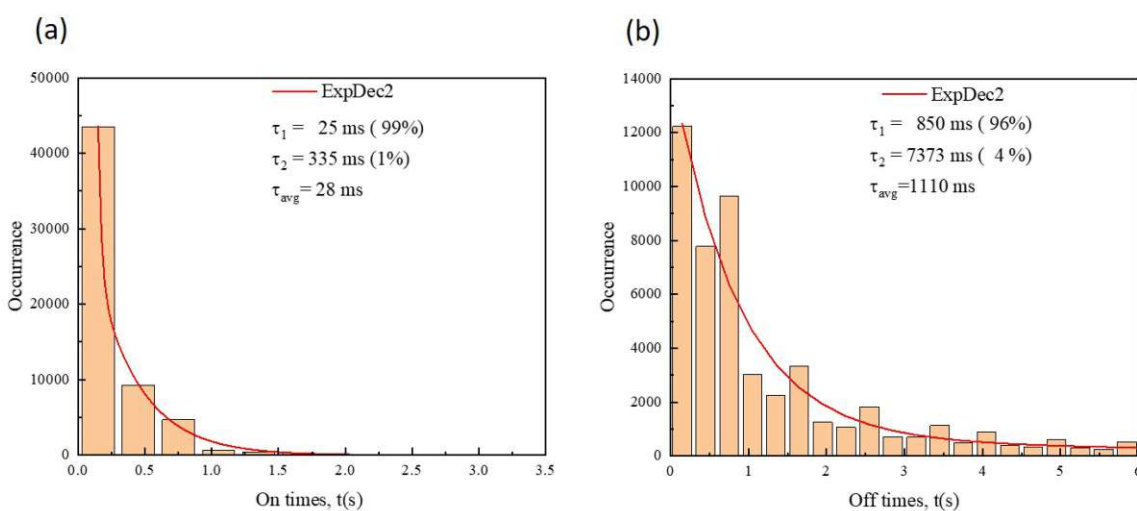 (a)
50000
40000
30000
20000
10000
0
Occurrence
ExpDec2
τ1 = 25 ms ( 99%)
τ2 = 335 ms (1%)
τavg= 28 ms
0.0 0.5 1.0 1.5 2.0 2.5 3.0 3.5
On times, t(s)
(b)
14000
12000
10000
8000
6000
4000
2000
0
Occurrence
ExpDec2
τ1 = 850 ms ( 96%)
τ2 = 7373 ms ( 4 %)
τavg=1110 ms
0 1 2 3 4 5 6
Off times, t(s)